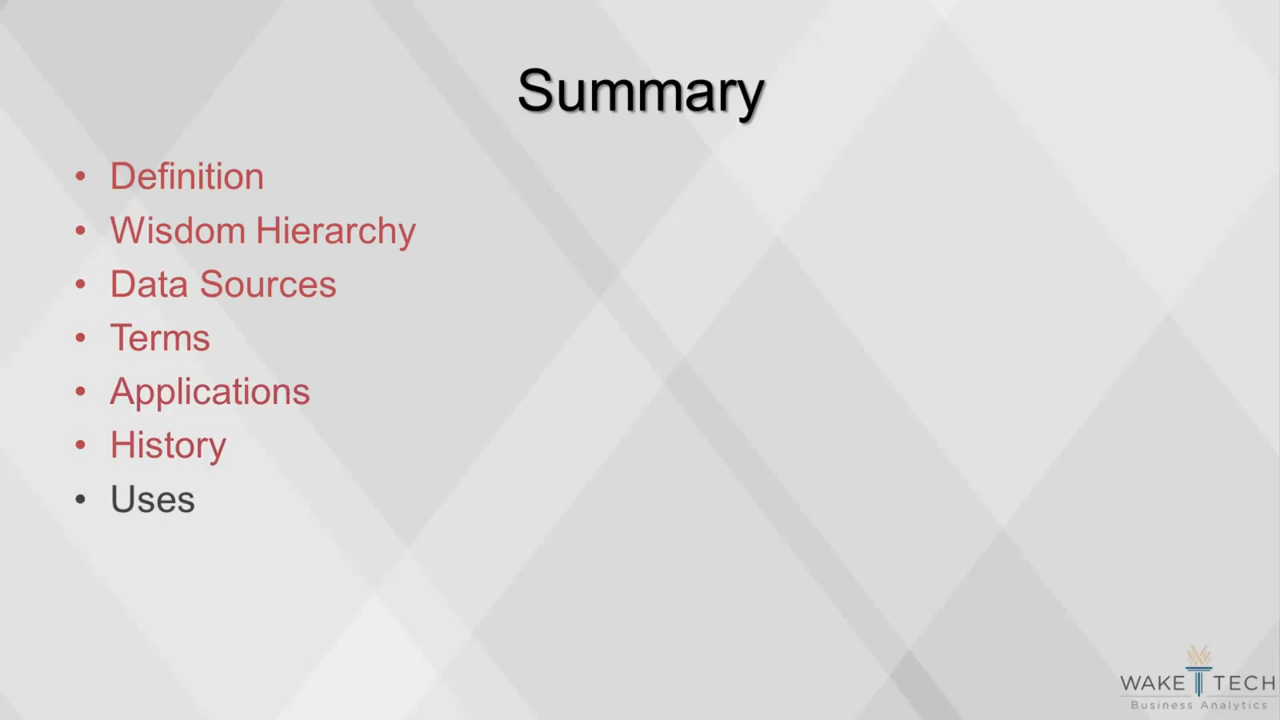 Summary
• Definition
• Wisdom Hierarchy
• Data Sources
• Terms
• Applications
• History
• Uses
WAKE TECH
Business Analytics